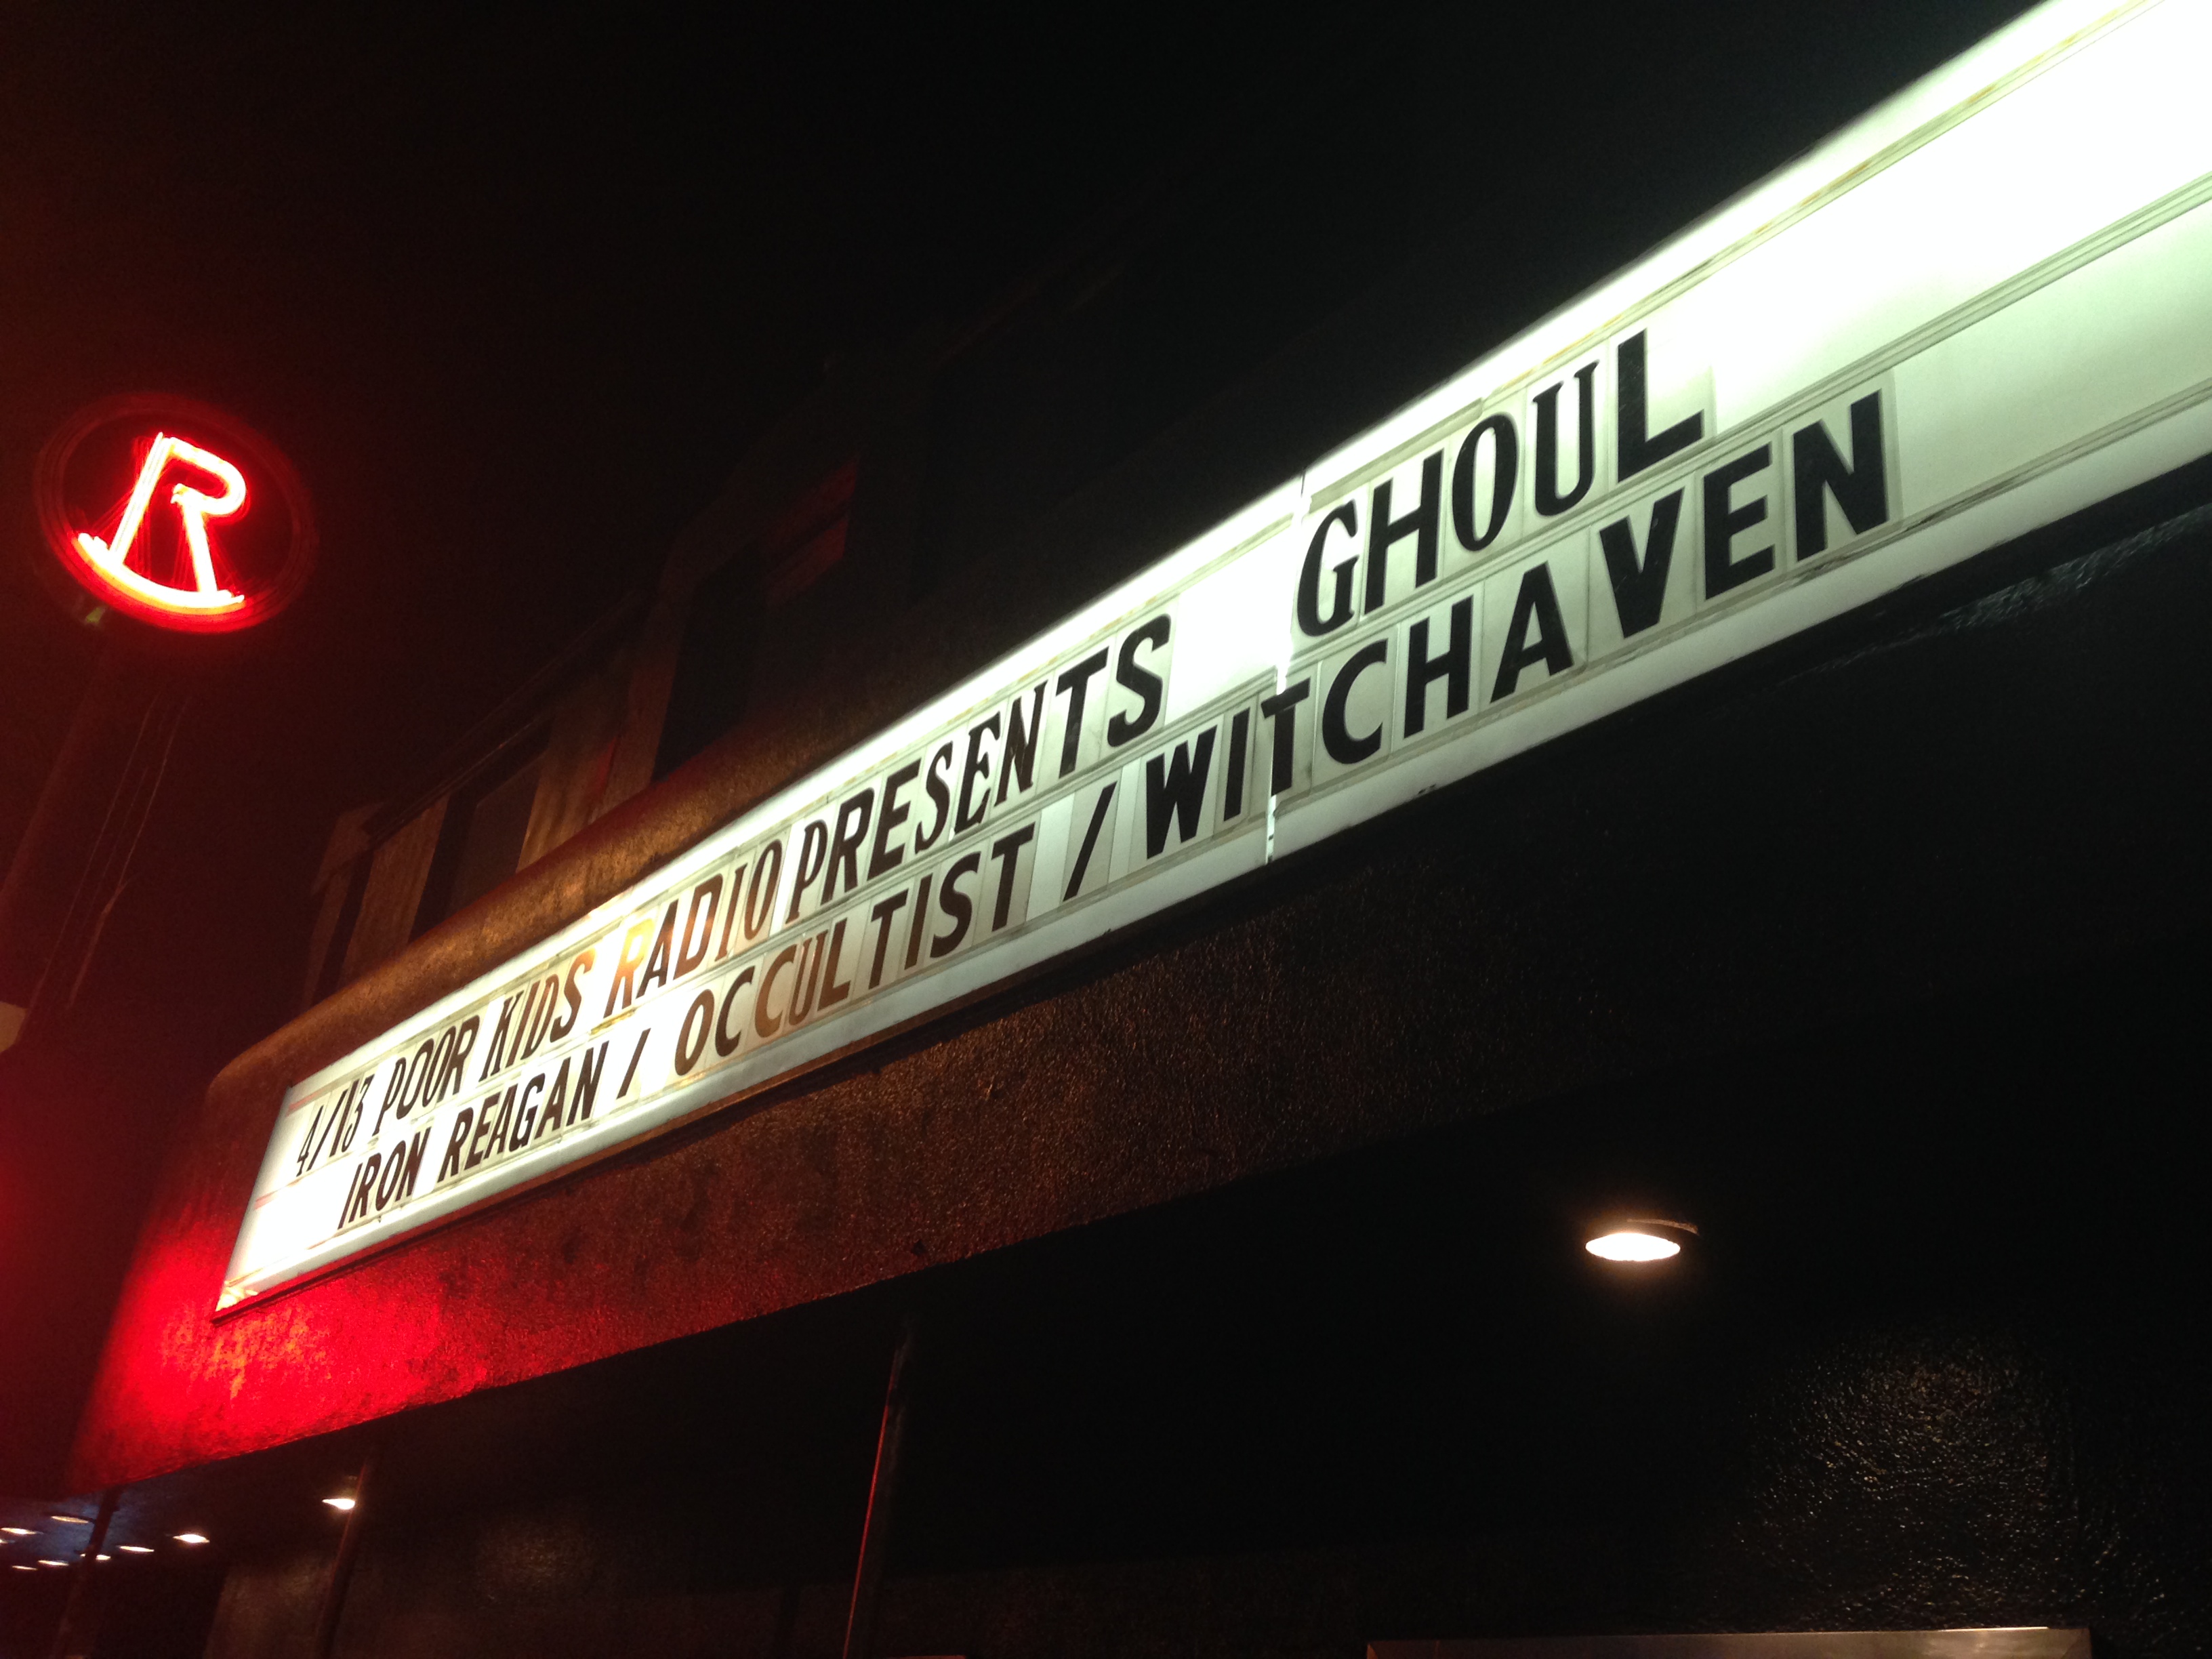 R
4/13 POOR KIDS RADIO PRESENTS GHOUL
IRON REAGAN / OCCULTIST / WITCHAVEN